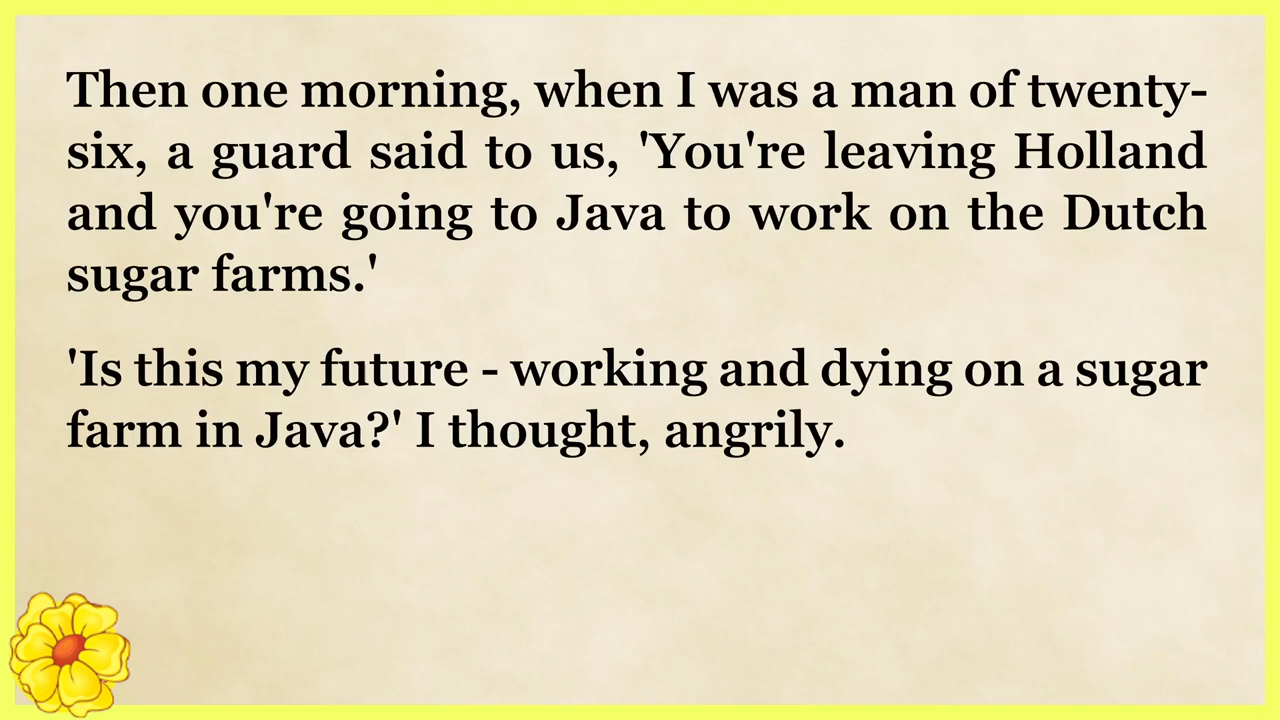 Then one morning, when I was a man of twenty-
six, a guard said to us, 'You're leaving Holland
and you're going to Java to work on the Dutch
sugar farms.'
'Is this my future - working and dying on a sugar
farm in Java?' I thought, angrily.